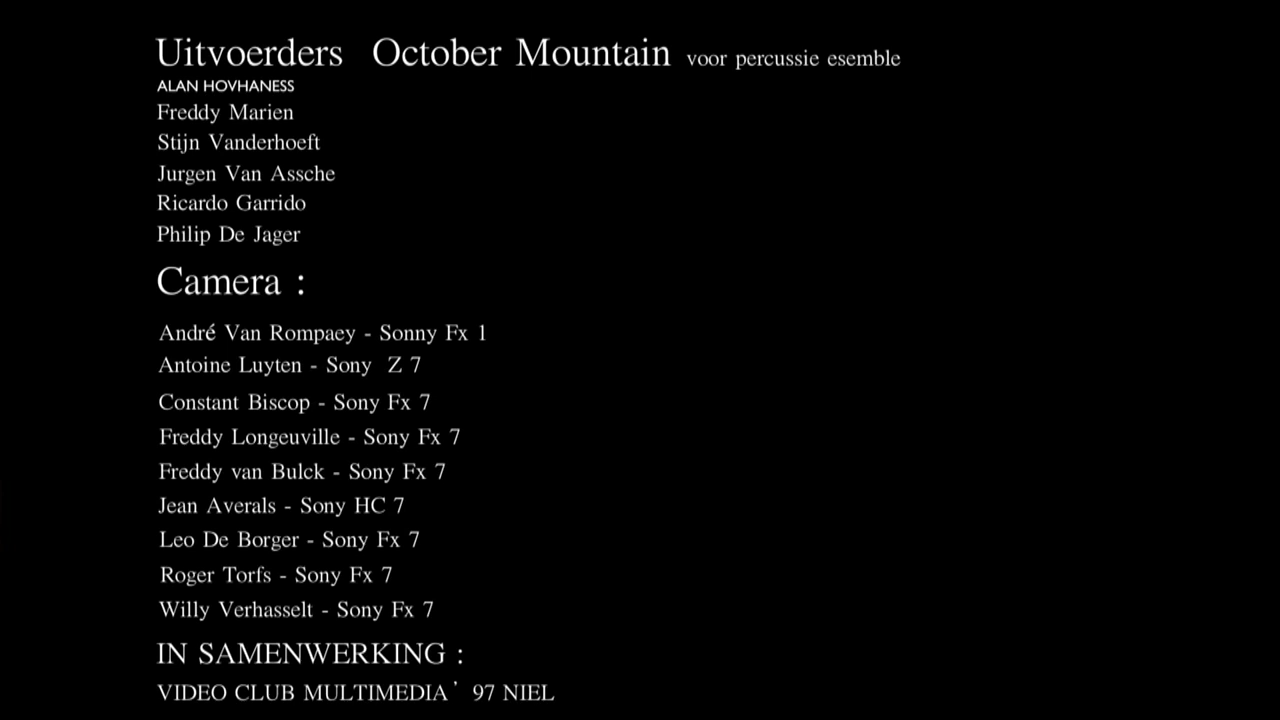 Uitvoerders October Mountain voor percussie esemble
ALAN HOVHANESS
Freddy Marien
Stijn Vanderhoeft
Jurgen Van Assche
Ricardo Garrido
Philip De Jager
Camera :
André Van Rompaey - Sonny Fx 1
Antoine Luyten - Sony Z 7
Constant Biscop - Sony Fx 7
Freddy Longeuville - Sony Fx 7
Freddy van Bulck - Sony Fx 7
Jean Averals - Sony HC 7
Leo De Borger - Sony Fx 7
Roger Torfs - Sony Fx 7
Willy Verhasselt - Sony Fx 7
IN SAMENWERKING :
VIDEO CLUB MULTIMEDIA ’ 97 NIEL